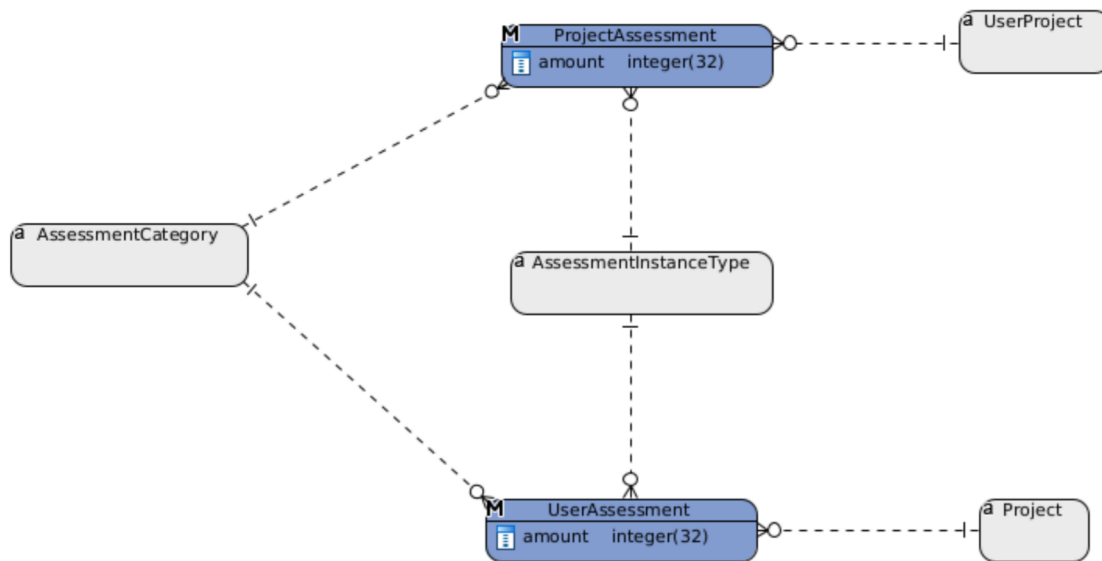 M ProjectAssessment
amount integer(32)
a UserProject
a AssessmentCategory
a AssessmentInstanceType
M UserAssessment
amount integer(32)
a Project